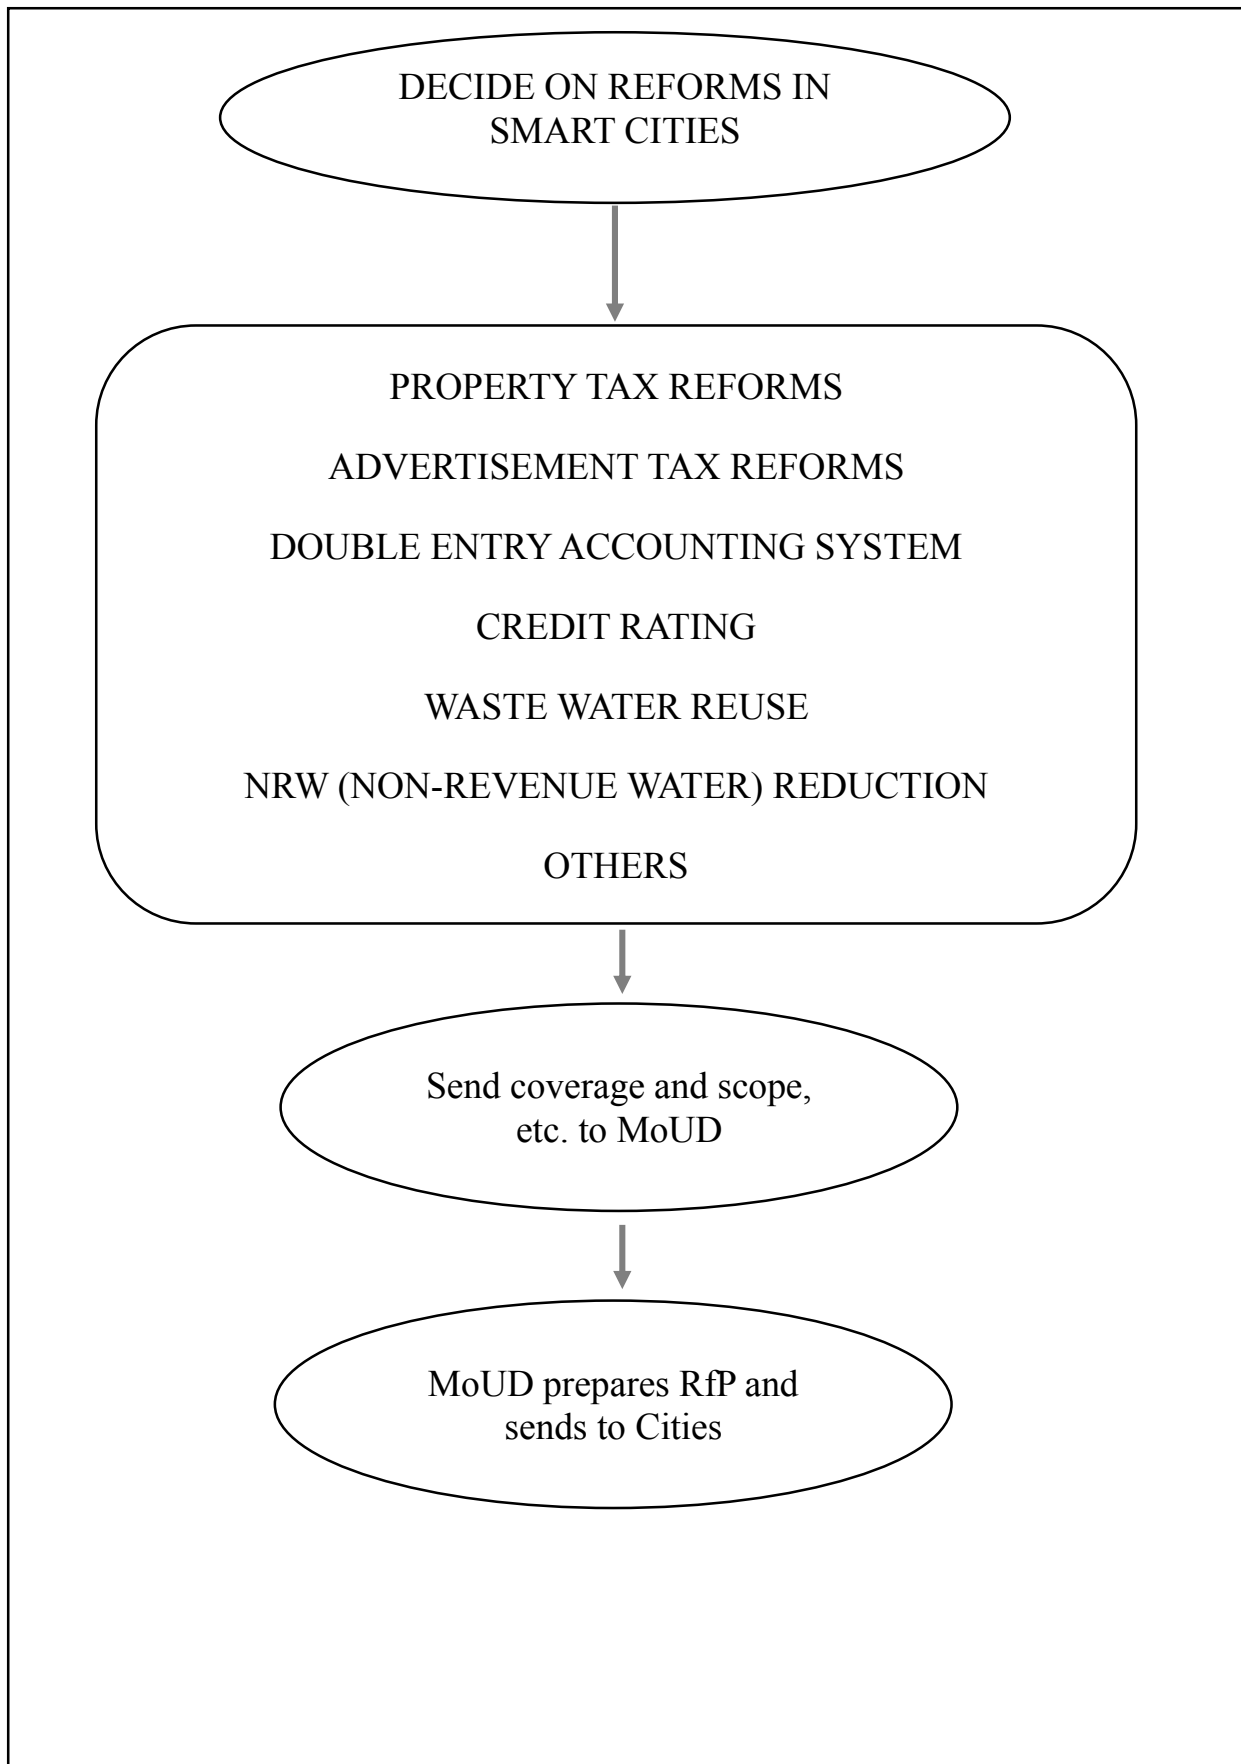 DECIDE ON REFORMS IN
SMART CITIES
PROPERTY TAX REFORMS
ADVERTISEMENT TAX REFORMS
DOUBLE ENTRY ACCOUNTING SYSTEM
CREDIT RATING
WASTE WATER REUSE
NRW (NON-REVENUE WATER) REDUCTION
OTHERS
Send coverage and scope,
etc. to MoUD
MoUD prepares RfP and
sends to Cities